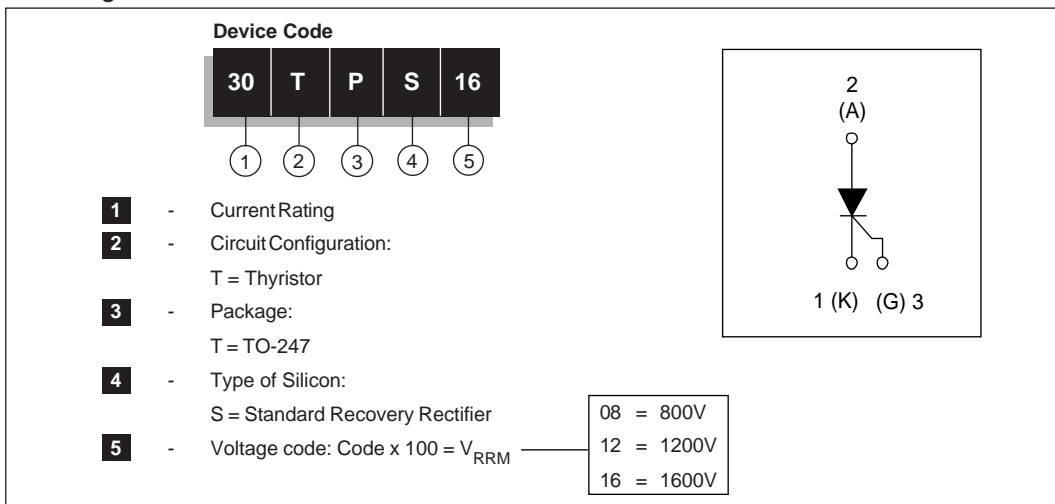 Device Code
30 T P S 16
1 2 3 4 5
1 - Current Rating
2 - Circuit Configuration:
T = Thyristor
3 - Package:
T = TO-247
4 - Type of Silicon:
S = Standard Recovery Rectifier
5 - Voltage code: Code x 100 = VRRM
08 = 800V
12 = 1200V
16 = 1600V
2
(A)
1 (K) (G) 3